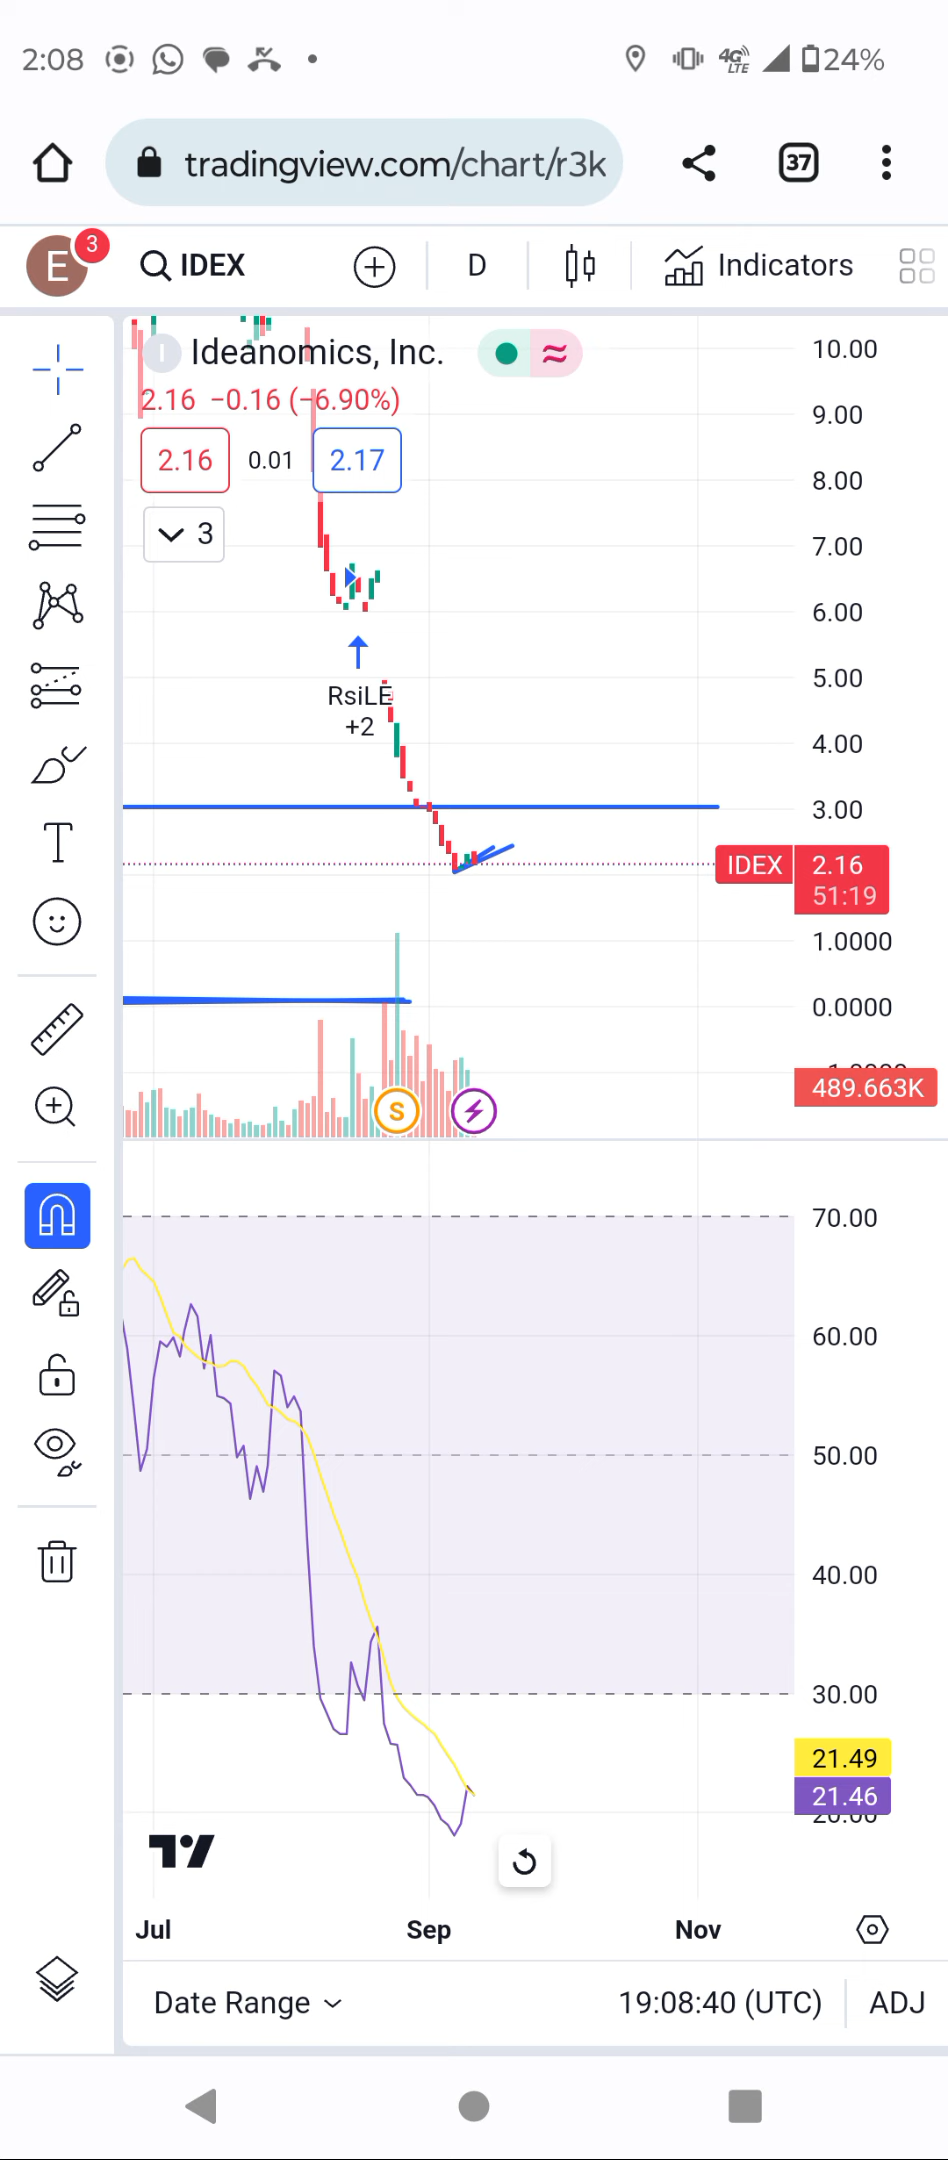 2:08 4G LTE 24%
tradingview.com/chart/r3k 37
E 3 IDEX D Indicators
I Ideanomics, Inc.
2.16 −0.16 (−6.90%)
2.16 0.01 2.17
3
10.00
9.00
8.00
7.00
6.00
5.00
4.00
3.00
RsiLE
+2
IDEX 2.16
51:19
1.0000
0.0000
489.663K
S
70.00
60.00
50.00
40.00
30.00
21.49
21.46
20.00
Jul Sep Nov
Date Range 19:08:40 (UTC) ADJ